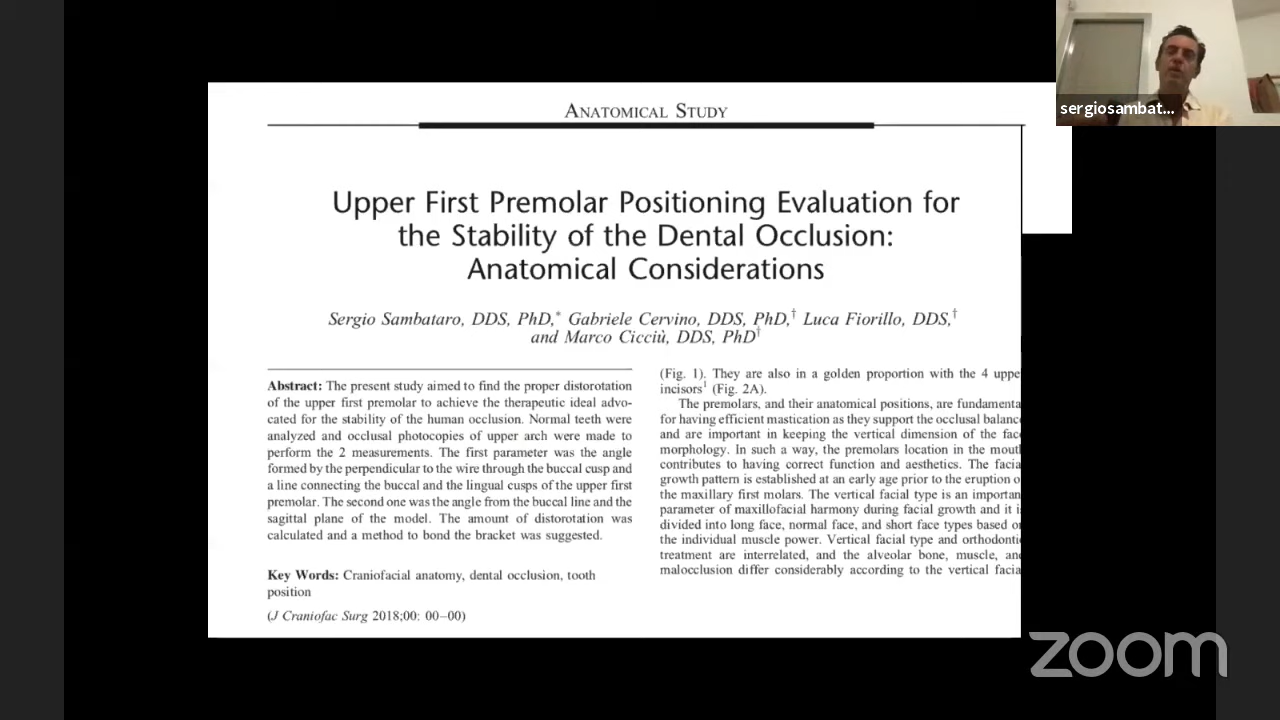 sergiosambat...
ANATOMICAL STUDY
Upper First Premolar Positioning Evaluation for
the Stability of the Dental Occlusion:
Anatomical Considerations
Sergio Sambataro, DDS, PhD,* Gabriele Cervino, DDS, PhD,† Luca Fiorillo, DDS,†
and Marco Cicciù, DDS, PhD†
Abstract: The present study aimed to find the proper distorotation
of the upper first premolar to achieve the therapeutic ideal advo-
cated for the stability of the human occlusion. Normal teeth were
analyzed and occlusal photocopies of upper arch were made to
perform the 2 measurements. The first parameter was the angle
formed by the perpendicular to the wire through the buccal cusp and
a line connecting the buccal and the lingual cusps of the upper first
premolar. The second one was the angle from the buccal line and the
sagittal plane of the model. The amount of distorotation was
calculated and a method to bond the bracket was suggested.
Key Words: Craniofacial anatomy, dental occlusion, tooth
position
(J Craniofac Surg 2018;00: 00–00)
(Fig. 1). They are also in a golden proportion with the 4 uppe
incisors1 (Fig. 2A).
The premolars, and their anatomical positions, are fundamenta
for having efficient mastication as they support the occlusal balanc
and are important in keeping the vertical dimension of the fac
morphology. In such a way, the premolars location in the mout
contributes to having correct function and aesthetics. The facia
growth pattern is established at an early age prior to the eruption o
the maxillary first molars. The vertical facial type is an importan
parameter of maxillofacial harmony during facial growth and it i
divided into long face, normal face, and short face types based o
the individual muscle power. Vertical facial type and orthodonti
treatment are interrelated, and the alveolar bone, muscle, an
malocclusion differ considerably according to the vertical facia
zoom